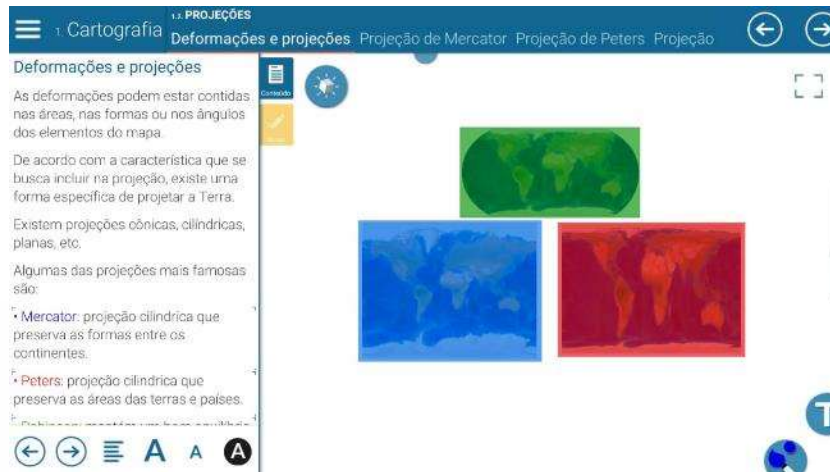 1.2. PROJEÇÕES
1. Cartografia
Deformações e projeções Projeção de Mercator Projeção de Peters Projeção
Deformações e projeções
As deformações podem estar contidas
nas áreas, nas formas ou nos ângulos
dos elementos do mapa.
De acordo com a característica que se
busca incluir na projeção, existe uma
forma específica de projetar a Terra.
Existem projeções cônicas, cilíndricas,
planas, etc.
Algumas das projeções mais famosas
são:
• Mercator: projeção cilíndrica que
preserva as formas entre os
continentes.
• Peters: projeção cilíndrica que
preserva as áreas das terras e países.
A A A
Conteúdo
T